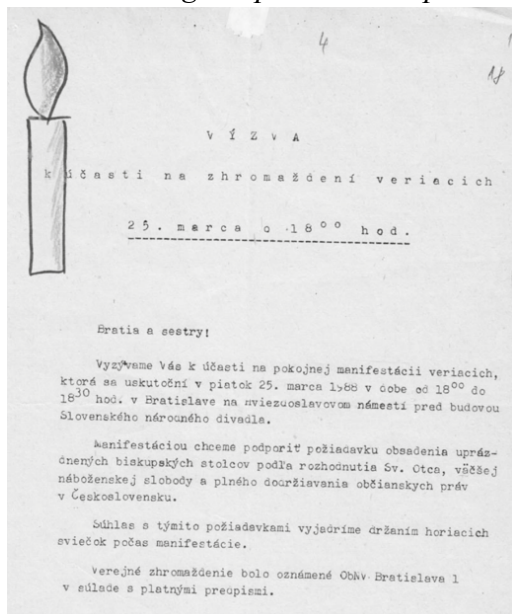 4
18
V Ý Z V A
k účasti na zhromaždení veriacich
25. marca o 18⁰⁰ hod.
Bratia a sestry!
Vyzývame Vás k účasti na pokojnej manifestácii veriacich,
ktorá sa uskutoční v piatok 25. marca 1988 v dobe od 18⁰⁰ do
18³⁰ hod. v Bratislave na Hviezdoslavovom námestí pred budovou
Slovenského národného divadla.
Manifestáciou chceme podporiť požiadavku obsadenia upráz-
dnených biskupských stolcov podľa rozhodnutia Sv. Otca, väčšej
náboženskej slobody a plného dodržiavania občianskych práv
v Československu.
Súhlas s týmito požiadavkami vyjadríme držaním horiacich
sviečok počas manifestácie.
Verejné zhromaždenie bolo oznámené ObNV Bratislava 1
v súlade s platnými predpismi.